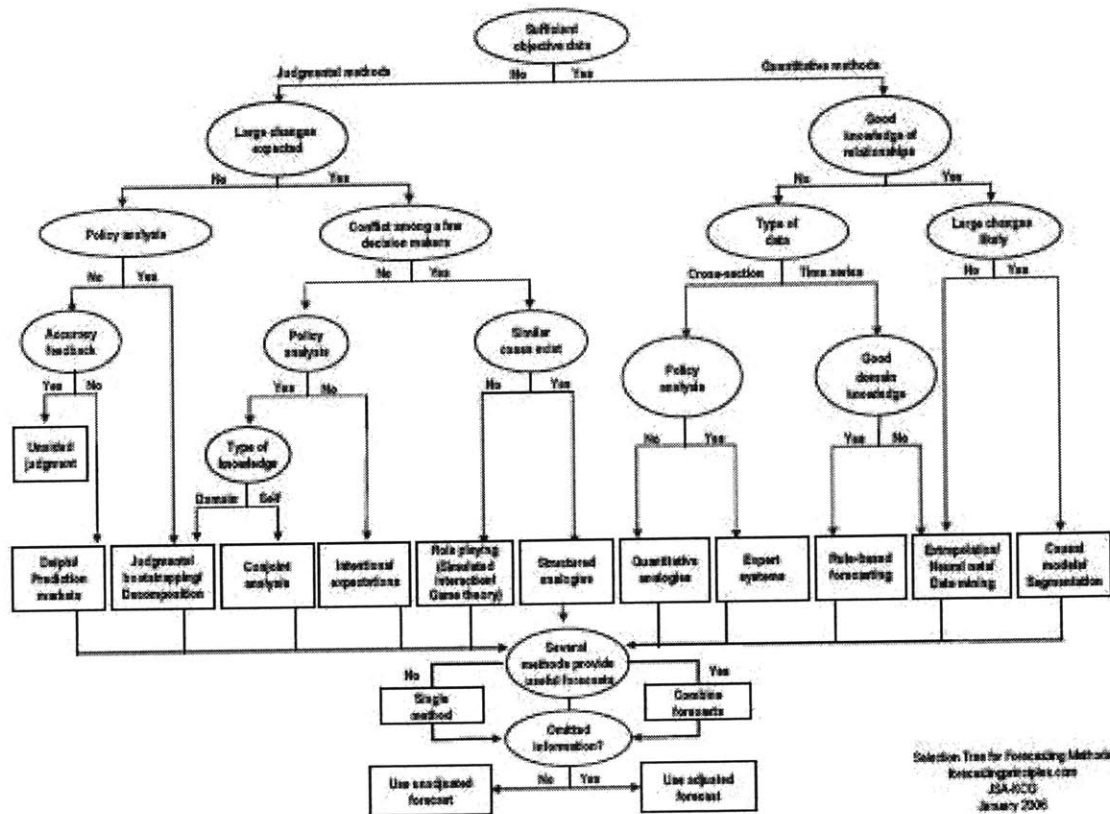 Sufficient
objective data
Judgmental methods
No
Yes
Quantitative methods
Large changes
expected
Good
knowledge of
relationships
No
Yes
No
Yes
Policy analysis
Conflict among a few
decision makers
Type of
data
Large changes
likely
No
Yes
No
Yes
Cross-section
Time series
No
Yes
Accuracy
feedback
Policy
analysis
Similar
cases exist
Policy
analysis
Good
domain
knowledge
Yes
No
Yes
No
No
Yes
No
Yes
Yes
No
Unaided
judgment
Type of
knowledge
Domain
Self
Delphi/
Prediction
markets
Judgmental
bootstrapping/
Decomposition
Conjoint
analysis
Intentions/
expectations
Role playing
(Simulated
interaction/
Game theory)
Structured
analogies
Quantitative
analogies
Expert
systems
Rule-based
forecasting
Extrapolation/
Neural nets/
Data mining
Causal
models/
Segmentation
Several
methods provide
useful forecasts
No
Yes
Single
method
Combine
forecasts
Omitted
information?
No
Yes
Use unadjusted
forecast
Use adjusted
forecast
Selection Tree for Forecasting Methods
forecastingprinciples.com
JSA-KCG
January 2006